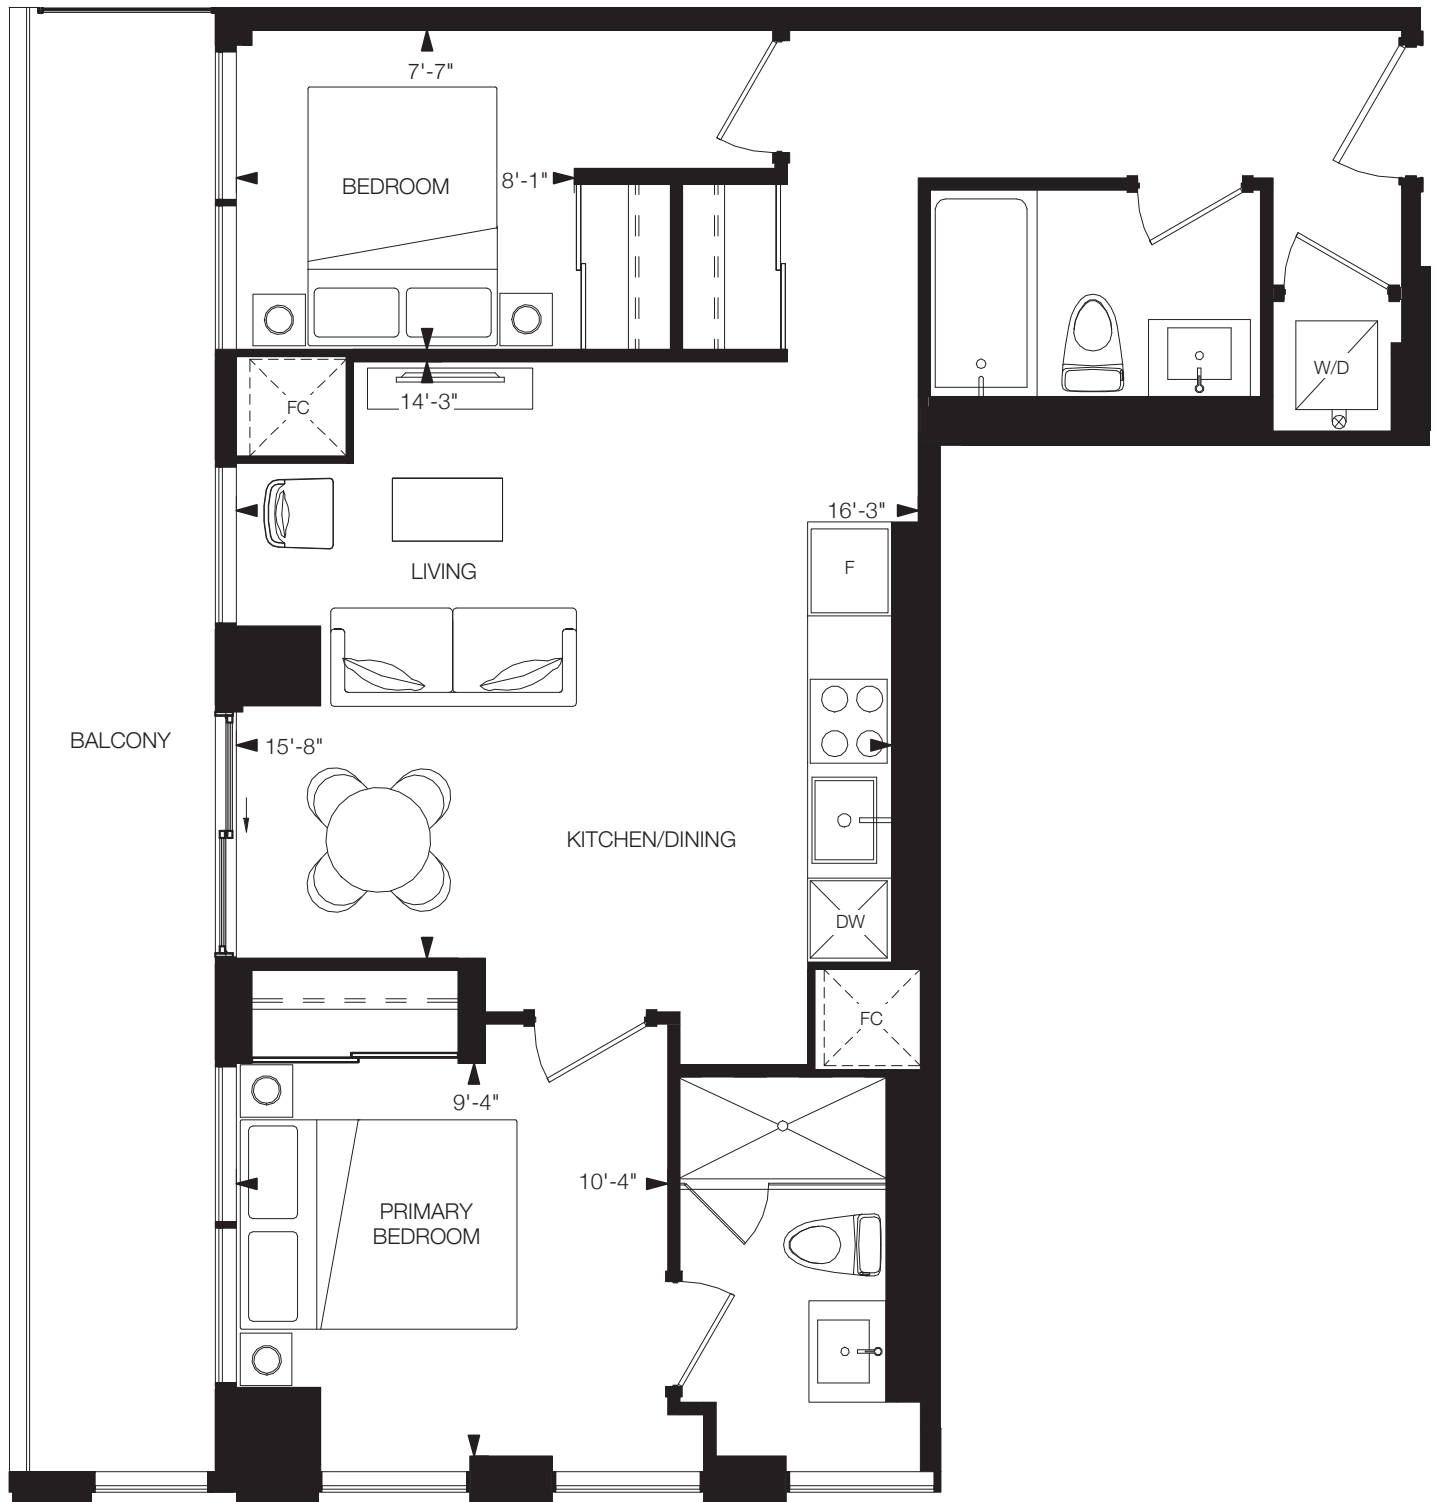 7'-7"
BEDROOM
8'-1"
FC
14'-3"
W/D
16'-3"
LIVING
F
BALCONY
15'-8"
KITCHEN/DINING
DW
FC
9'-4"
10'-4"
PRIMARY
BEDROOM